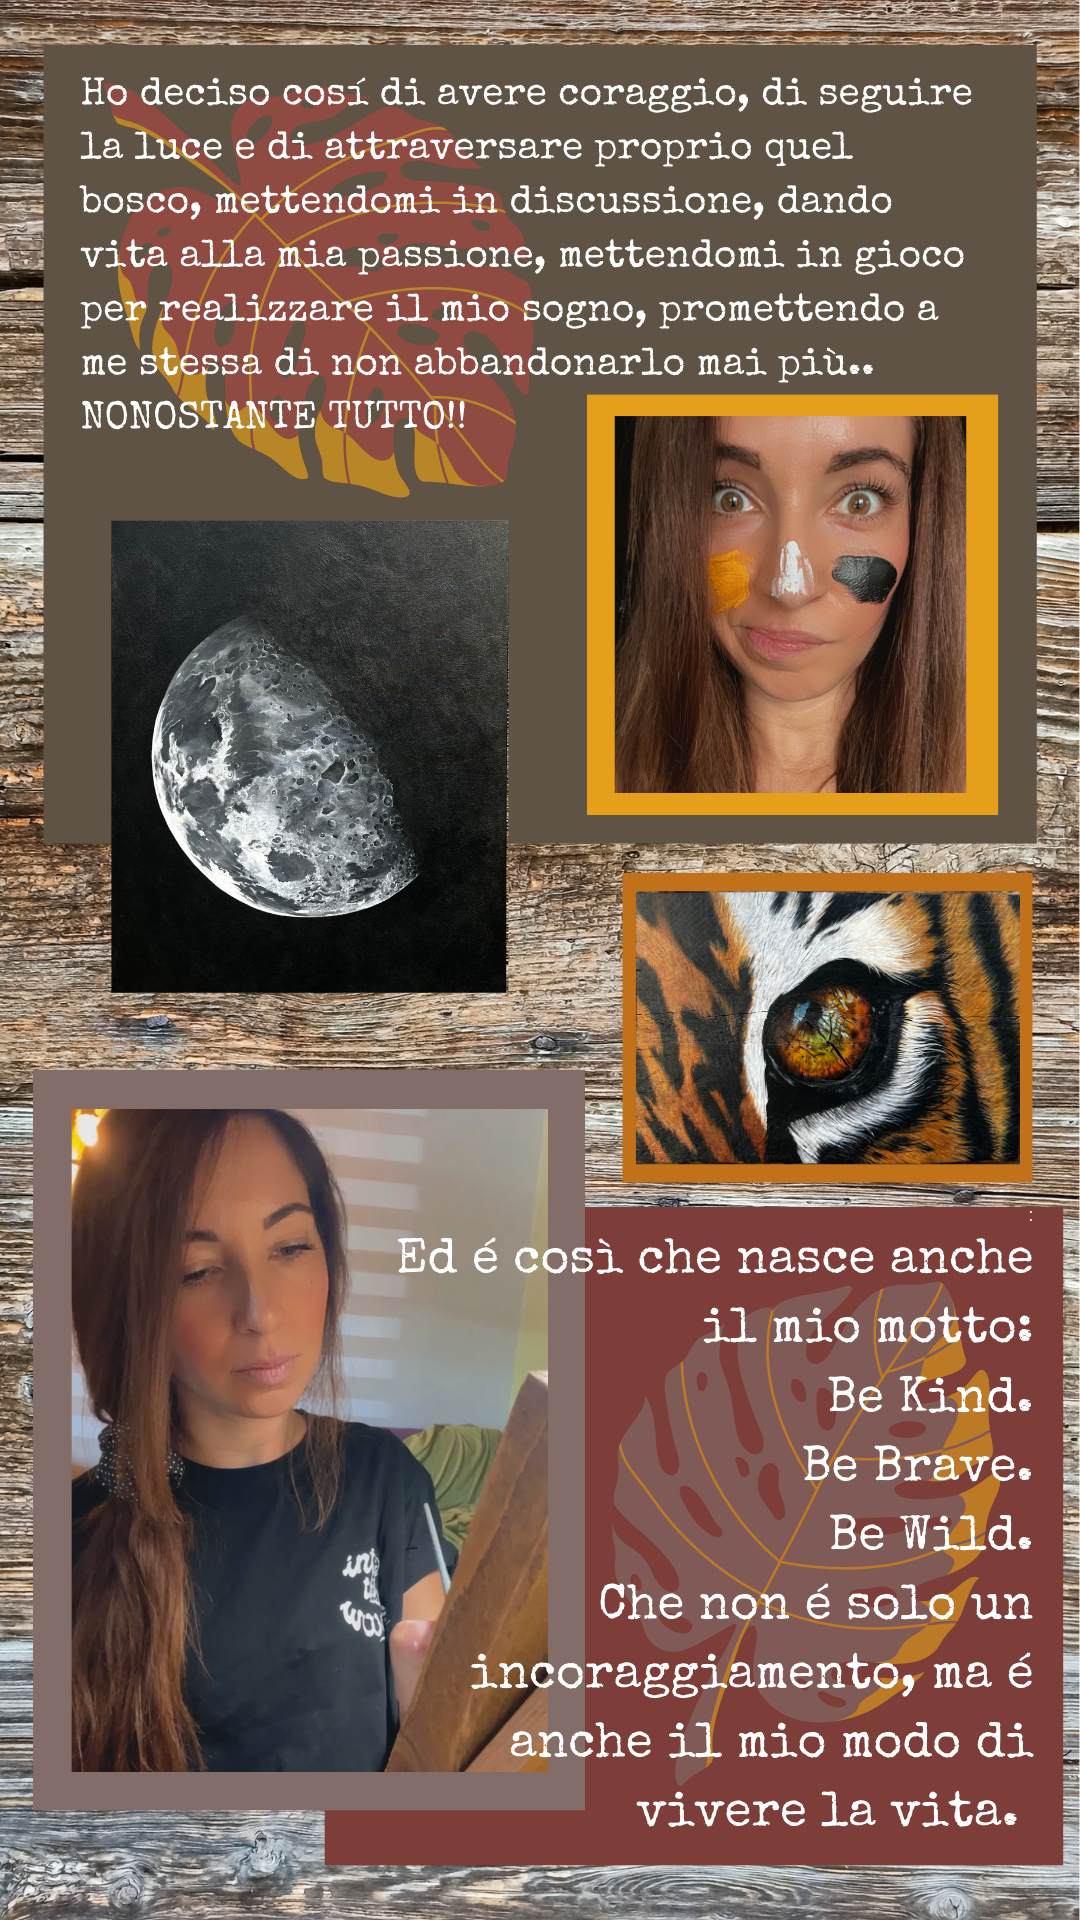 Ho deciso cosí di avere coraggio, di seguire
la luce e di attraversare proprio quel
bosco, mettendomi in discussione, dando
vita alla mia passione, mettendomi in gioco
per realizzare il mio sogno, promettendo a
me stessa di non abbandonarlo mai più..
NONOSTANTE TUTTO!!
:
Ed é così che nasce anche
il mio motto:
Be Kind.
Be Brave.
Be Wild.
Che non é solo un
incoraggiamento, ma é
anche il mio modo di
vivere la vita.